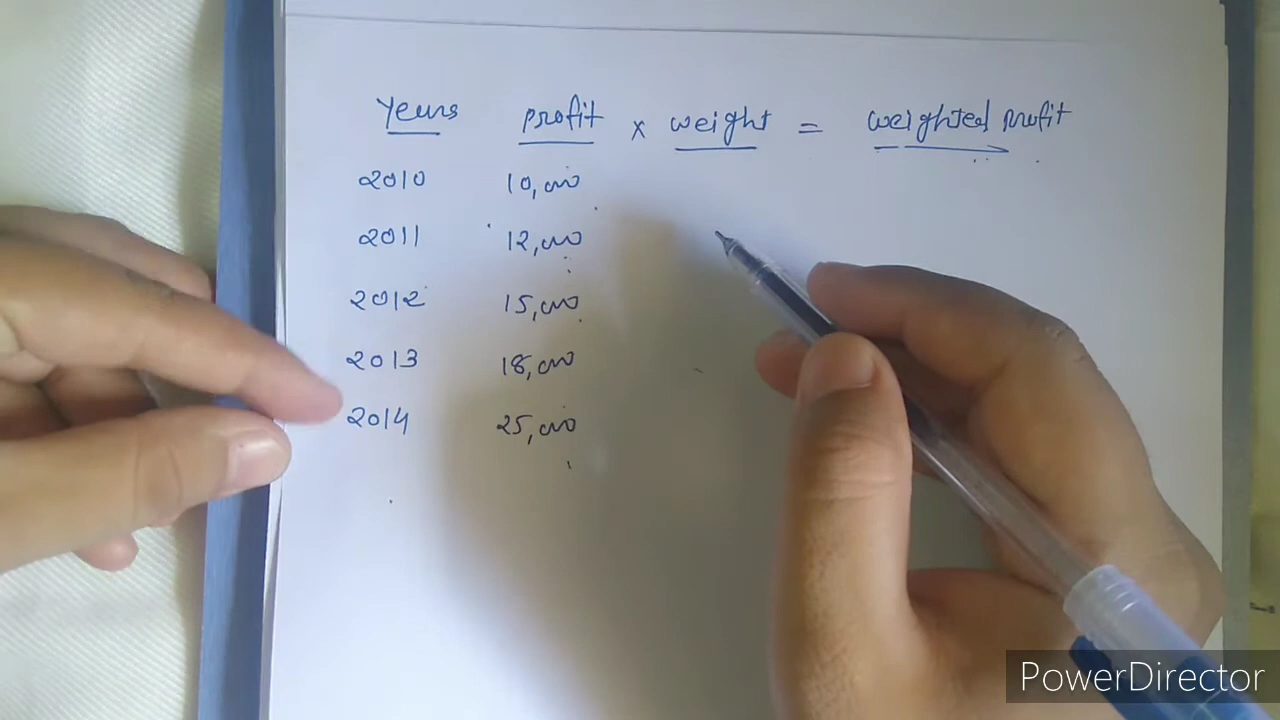 Years profit x weight = weighted profit
2010 10,000
2011 12,000
2012 15,000
2013 18,000
2014 25,000
PowerDirector